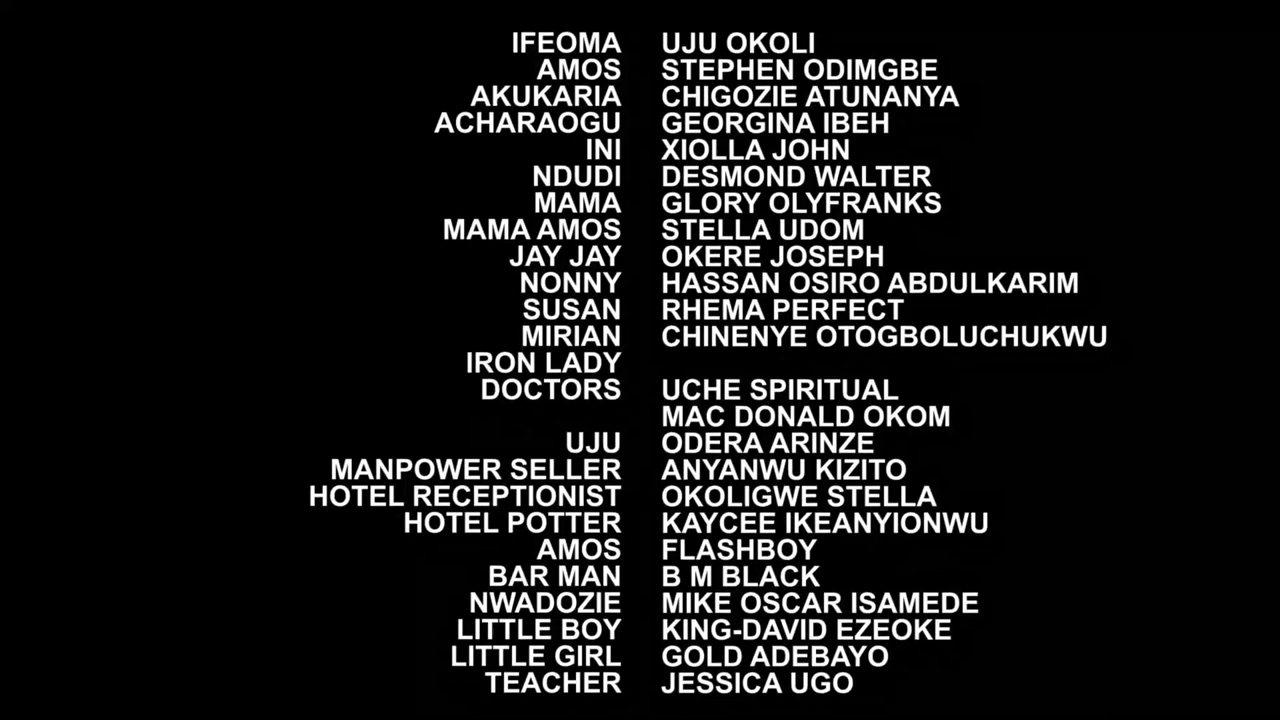 IFEOMA UJU OKOLI
AMOS STEPHEN ODIMGBE
AKUKARIA CHIGOZIE ATUNANYA
ACHARAOGU GEORGINA IBEH
INI XIOLLA JOHN
NDUDI DESMOND WALTER
MAMA GLORY OLYFRANKS
MAMA AMOS STELLA UDOM
JAY JAY OKERE JOSEPH
NONNY HASSAN OSIRO ABDULKARIM
SUSAN RHEMA PERFECT
MIRIAN CHINENYE OTOGBOLUCHUKWU
IRON LADY
DOCTORS UCHE SPIRITUAL
MAC DONALD OKOM
UJU ODERA ARINZE
MANPOWER SELLER ANYANWU KIZITO
HOTEL RECEPTIONIST OKOLIGWE STELLA
HOTEL POTTER KAYCEE IKEANYIONWU
AMOS FLASHBOY
BAR MAN B M BLACK
NWADOZIE MIKE OSCAR ISAMEDE
LITTLE BOY KING-DAVID EZEOKE
LITTLE GIRL GOLD ADEBAYO
TEACHER JESSICA UGO